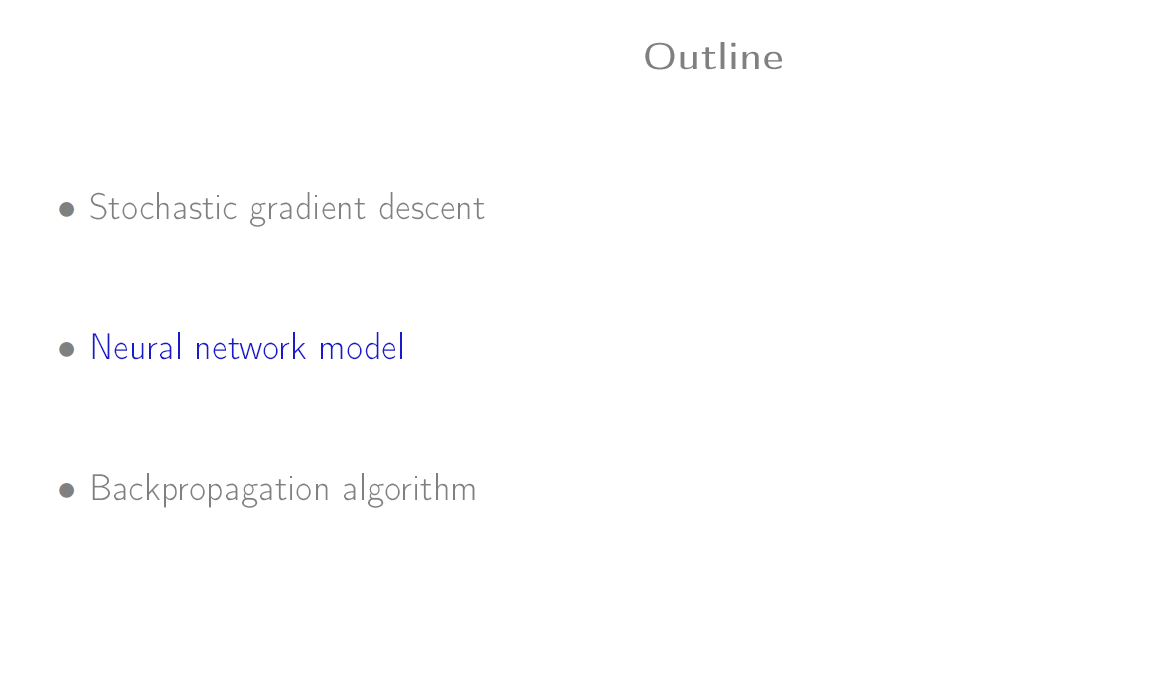 Outline
• Stochastic gradient descent
• Neural network model
• Backpropagation algorithm